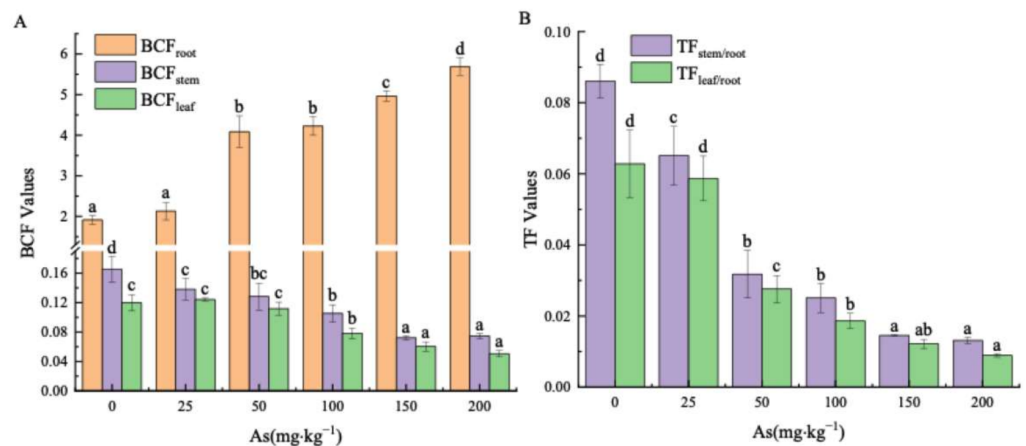 A
BCFroot
BCFstem
BCFleaf
BCF Values
6
5
4
3
2
0.16
0.12
0.08
0.04
0.00
a
d
c
a
c
c
b
bc
c
b
b
b
c
a
a
d
a
a
0
25
50
100
150
200
As(mg·kg⁻¹)
B
TFstem/root
TFleaf/root
TF Values
0.10
0.08
0.06
0.04
0.02
0.00
d
d
c
d
b
c
b
b
a
ab
a
a
0
25
50
100
150
200
As(mg·kg⁻¹)